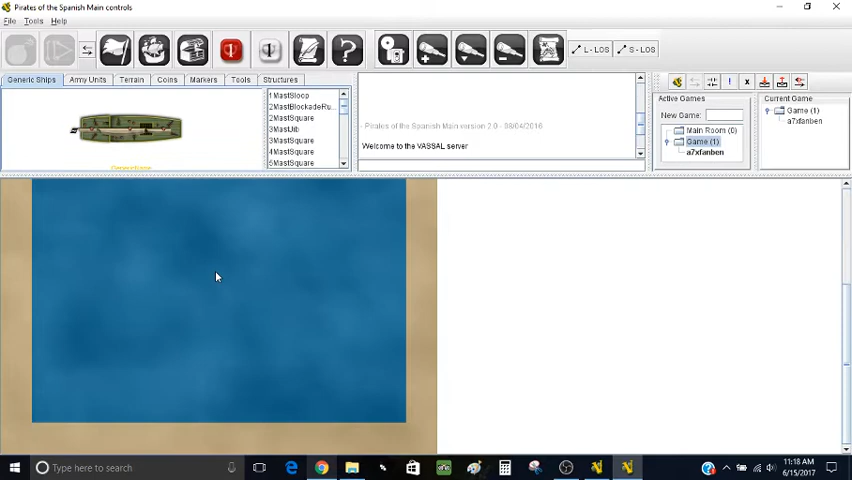 Pirates of the Spanish Main controls
File Tools Help
L - LOS
S - LOS
Generic Ships
Army Units
Terrain
Coins
Markers
Tools
Structures
1MastSloop
2MastBlockadeRu...
2MastSquare
3MastJib
3MastSquare
4MastSquare
5MastSquare
- Pirates of the Spanish Main version 2.0 - 08/04/2016
Welcome to the VASSAL server
Active Games
New Game:
Main Room (0)
Game (1)
a7xfanben
Current Game
Game (1)
a7xfanben
Type here to search
11:18 AM
6/15/2017